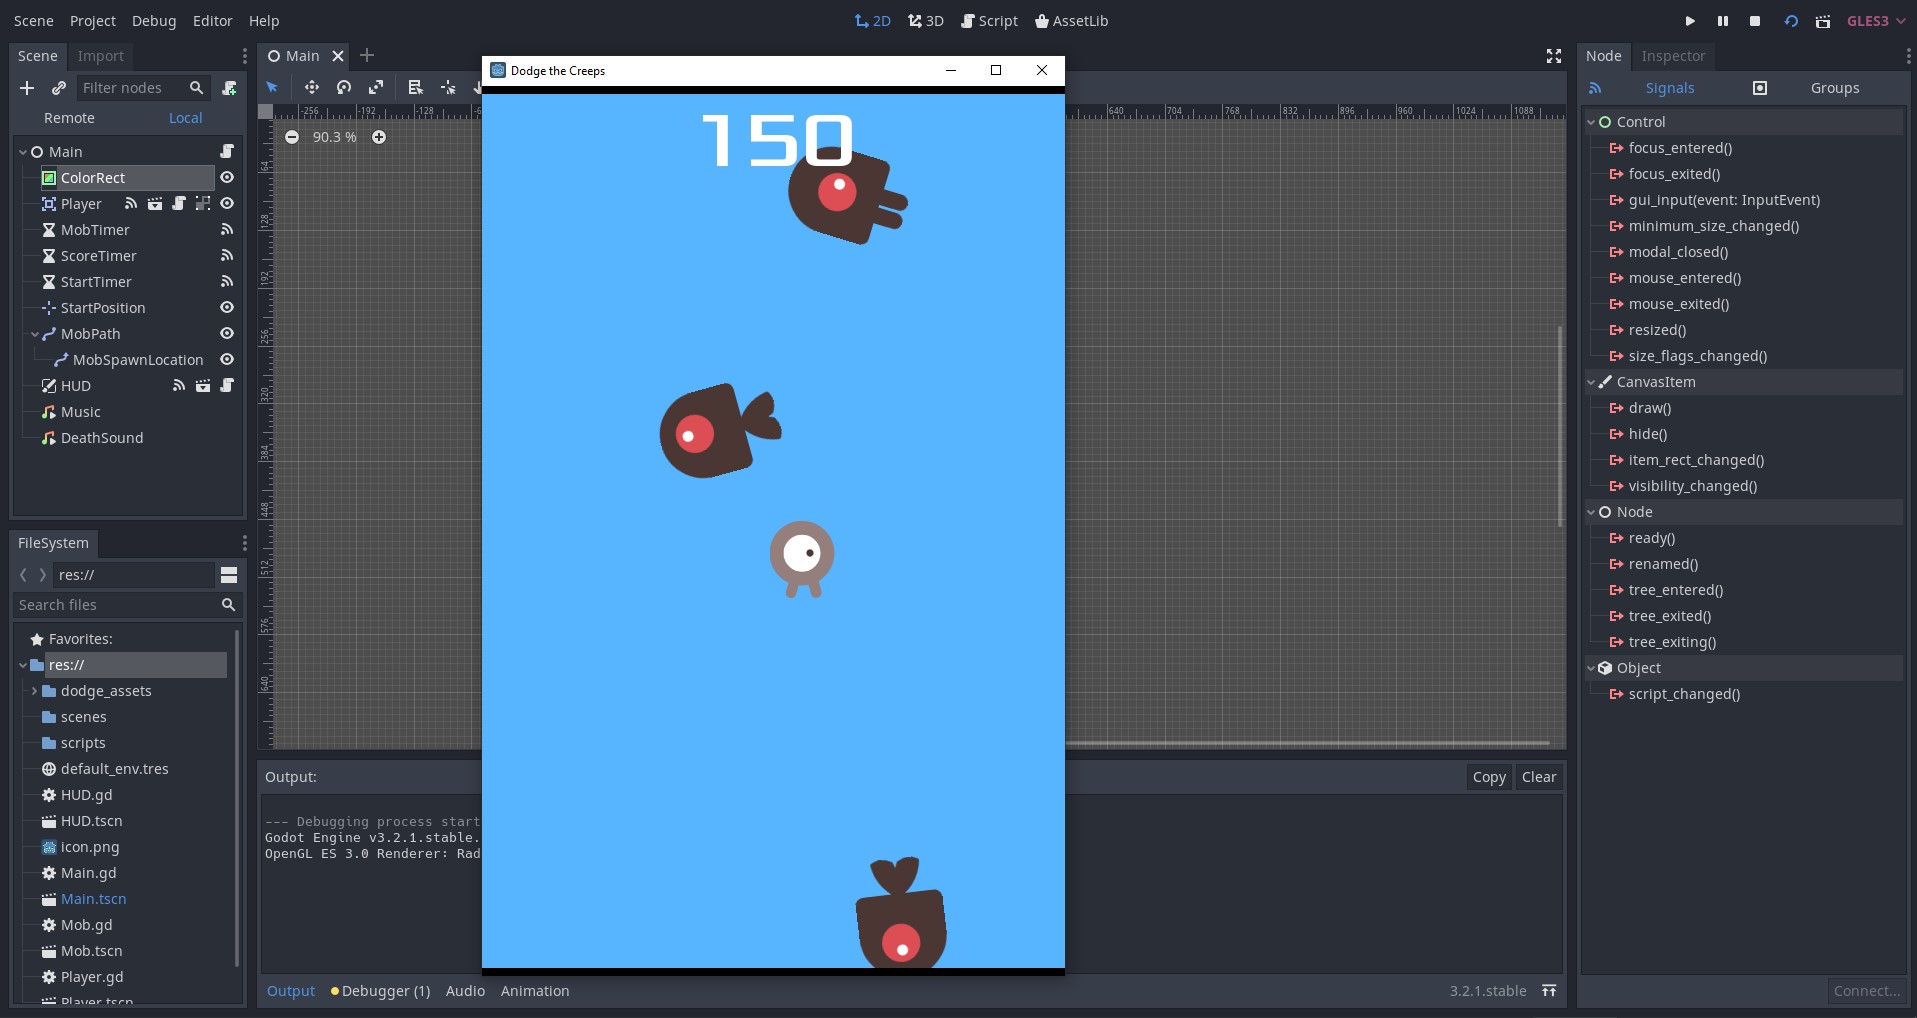 Scene Project Debug Editor Help
2D 3D Script AssetLib
GLES3
Scene Import
Filter nodes
Remote Local
Main
ColorRect
Player
MobTimer
ScoreTimer
StartTimer
StartPosition
MobPath
MobSpawnLocation
HUD
Music
DeathSound
FileSystem
res://
Search files
Favorites:
res://
dodge_assets
scenes
scripts
default_env.tres
HUD.gd
HUD.tscn
icon.png
Main.gd
Main.tscn
Mob.gd
Mob.tscn
Player.gd
Player.tscn
Main
-256 -192 -128
640 704 768 832 896 960 1024 1088
90.3 %
64
128
192
256
320
384
448
512
576
640
Dodge the Creeps
150
Output:
Copy Clear
--- Debugging process start
Godot Engine v3.2.1.stable.
OpenGL ES 3.0 Renderer: Rad
Output Debugger (1) Audio Animation
3.2.1.stable
Node Inspector
Signals Groups
Control
focus_entered()
focus_exited()
gui_input(event: InputEvent)
minimum_size_changed()
modal_closed()
mouse_entered()
mouse_exited()
resized()
size_flags_changed()
CanvasItem
draw()
hide()
item_rect_changed()
visibility_changed()
Node
ready()
renamed()
tree_entered()
tree_exited()
tree_exiting()
Object
script_changed()
Connect...